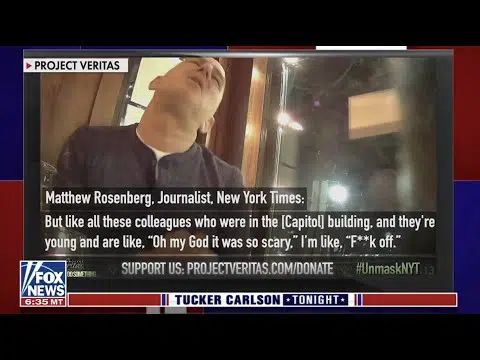 PROJECT VERITAS
Matthew Rosenberg, Journalist, New York Times:
But like all these colleagues who were in the [Capitol] building, and they're
young and are like, “Oh my God it was so scary,” I'm like, “F**k off.”
SUPPORT US: PROJECTVERITAS.COM/DONATE
#UnmaskNYT
FOX
NEWS
6:35 MT
TUCKER CARLSON TONIGHT